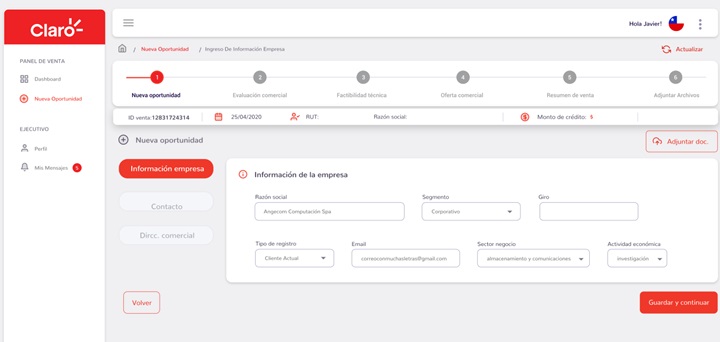 Claro
Hola Javier!
PANEL DE VENTA
Dashboard
Nueva Oportunidad
EJECUTIVO
Perfil
Mis Mensajes 5
/ Nueva Oportunidad / Ingreso De Información Empresa
Actualizar
1 2 3 4 5 6
Nueva oportunidad Evaluación comercial Factibilidad técnica Oferta comercial Resumen de venta Adjuntar Archivos
ID venta: 12831724314 25/04/2020 RUT: Razón social: Monto de crédito: $
Nueva oportunidad
Adjuntar doc.
Información empresa
Contacto
Dircc. comercial
Información de la empresa
Razón social Segmento Giro
Angecom Computación Spa Corporativo
Tipo de registro Email Sector negocio Actividad económica
Cliente Actual correoconmuchasletras@gmail.com almacenamiento y comunicaciones investigación
Volver
Guardar y continuar